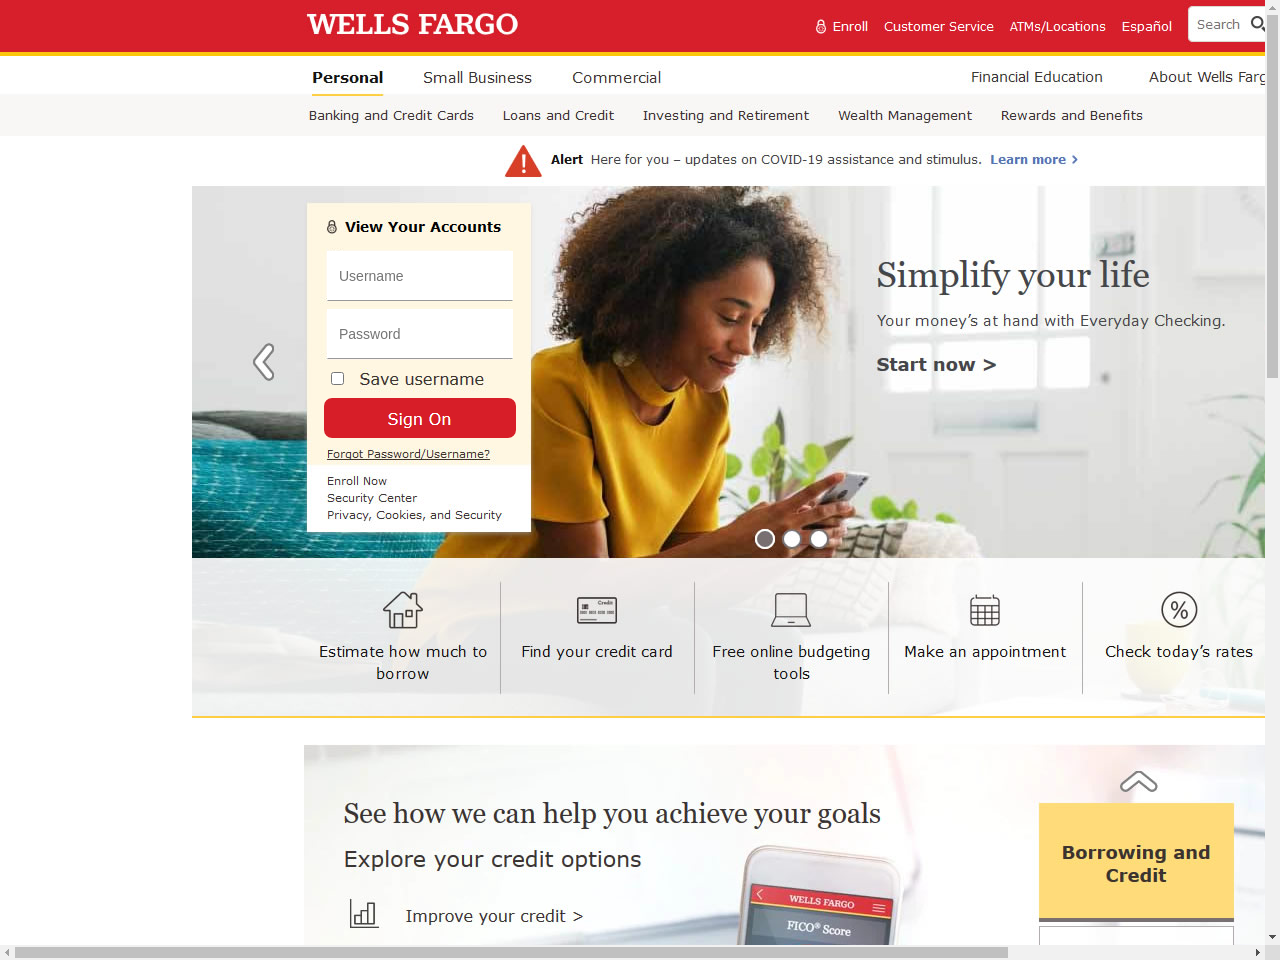 WELLS FARGO
Enroll
Customer Service
ATMs/Locations
Español
Search
Personal
Small Business
Commercial
Financial Education
About Wells Farg
Banking and Credit Cards
Loans and Credit
Investing and Retirement
Wealth Management
Rewards and Benefits
Alert Here for you – updates on COVID-19 assistance and stimulus. Learn more >
View Your Accounts
Username
Password
Save username
Sign On
Forgot Password/Username?
Enroll Now
Security Center
Privacy, Cookies, and Security
Simplify your life
Your money’s at hand with Everyday Checking.
Start now >
Estimate how much to
borrow
Credit
Find your credit card
Free online budgeting
tools
Make an appointment
%
Check today’s rates
See how we can help you achieve your goals
Explore your credit options
Improve your credit >
WELLS FARGO
FICO® Score
Borrowing and
Credit